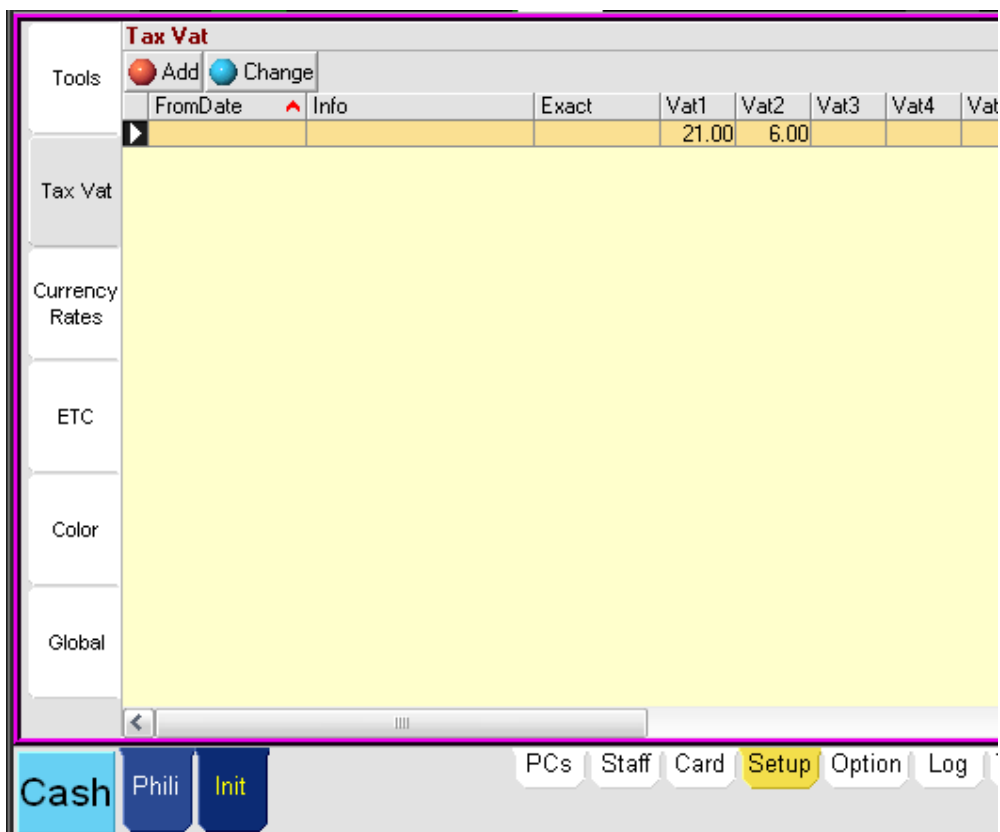 Tax Vat
Add Change
FromDate Info Exact Vat1 Vat2 Vat3 Vat4 Vat
21.00 6.00
Tools
Tax Vat
Currency
Rates
ETC
Color
Global
PCs Staff Card Setup Option Log
Cash Phili Init